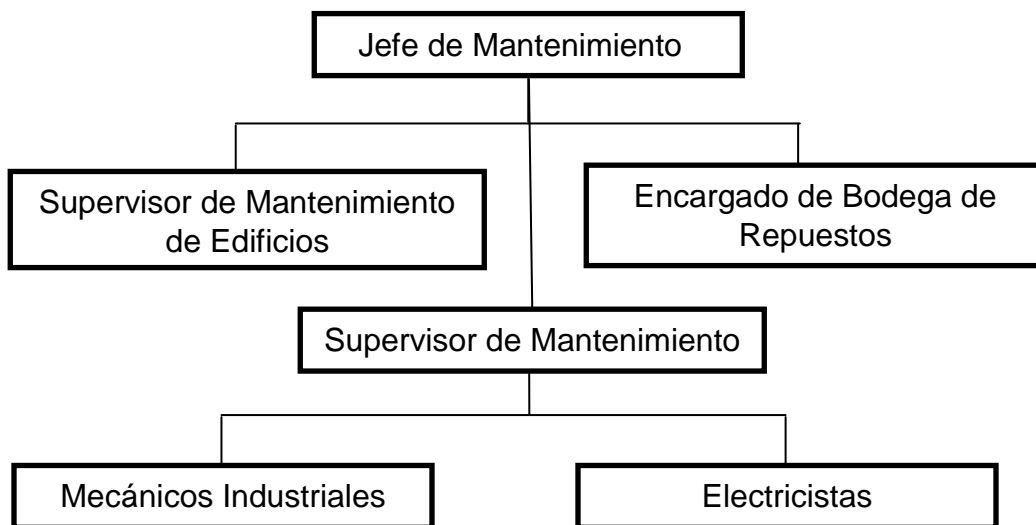 Jefe de Mantenimiento
Supervisor de Mantenimiento
de Edificios
Encargado de Bodega de
Repuestos
Supervisor de Mantenimiento
Mecánicos Industriales
Electricistas